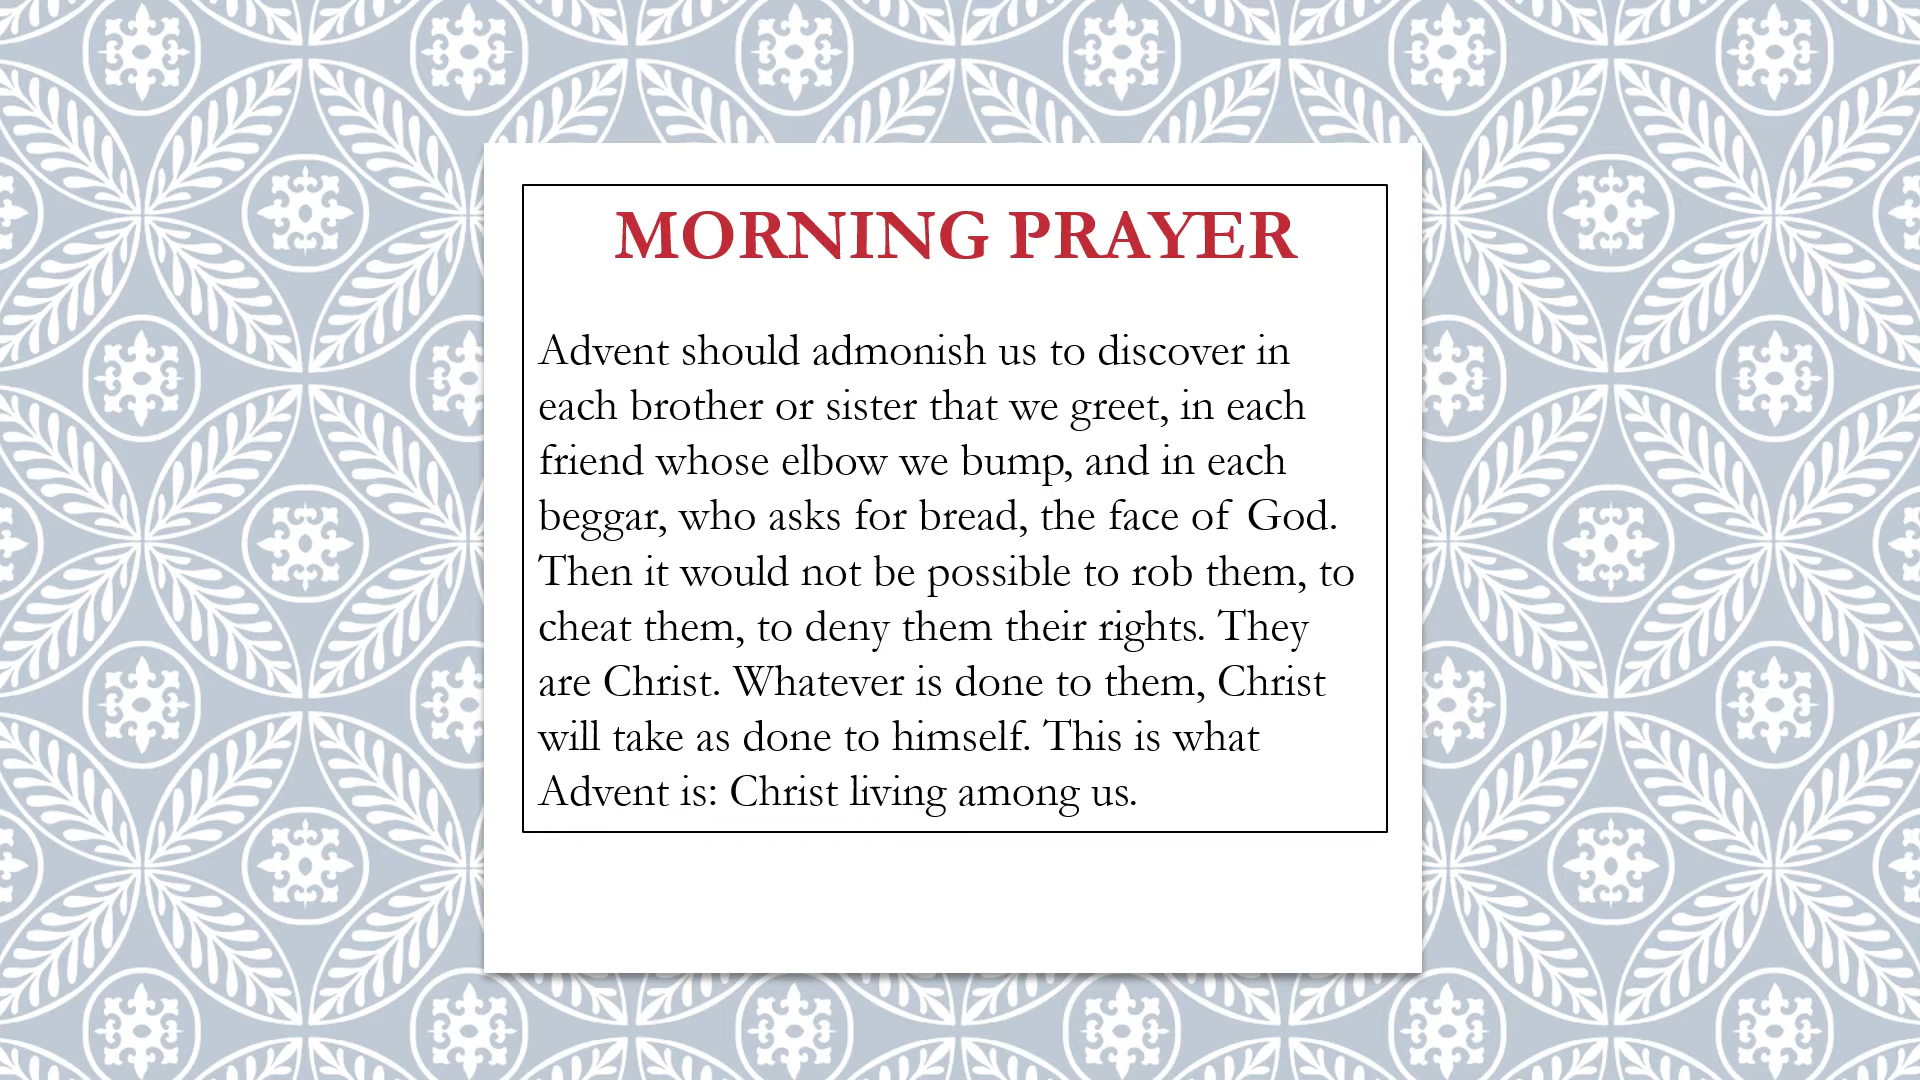 MORNING PRAYER
Advent should admonish us to discover in
each brother or sister that we greet, in each
friend whose elbow we bump, and in each
beggar, who asks for bread, the face of God.
Then it would not be possible to rob them, to
cheat them, to deny them their rights. They
are Christ. Whatever is done to them, Christ
will take as done to himself. This is what
Advent is: Christ living among us.